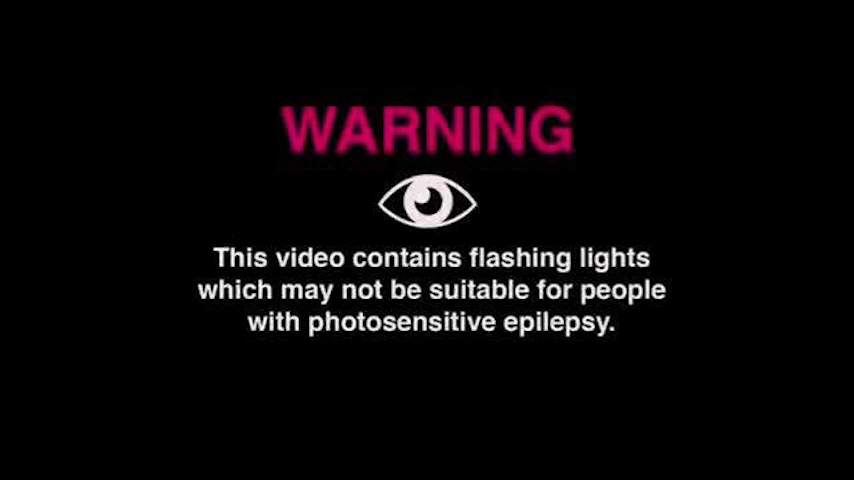 WARNING
This video contains flashing lights
which may not be suitable for people
with photosensitive epilepsy.